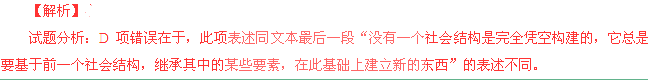 【解析】
试题分析：D 项错误在于，此项表述同文本最后一段“没有一个社会结构是完全凭空构建的，它总是
要基于前一个社会结构，继承其中的某些要素，在此基础上建立新的东西”的表述不同。